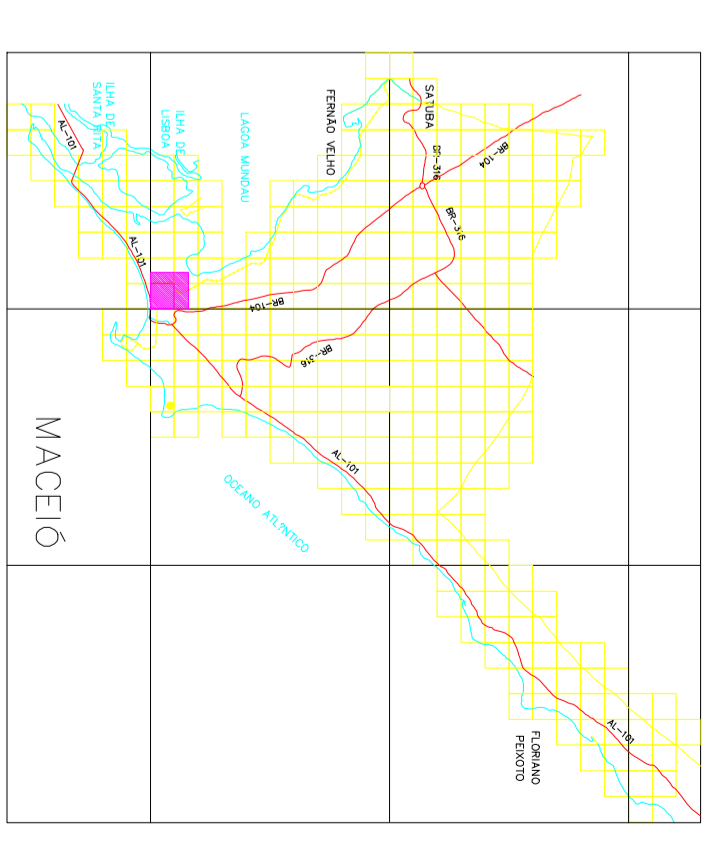 SATUBA
BR-316
BR-104
FERNÃO VELHO
BR-316
LAGOA MUNDAU
ILHA DE
LISBOA
ILHA DE
SANTA RITA
AL-101
AL-101
BR-104
BR-316
AL-101
OCEANO ATL?NTICO
MACEIÓ
FLORIANO
PEIXOTO
AL-101